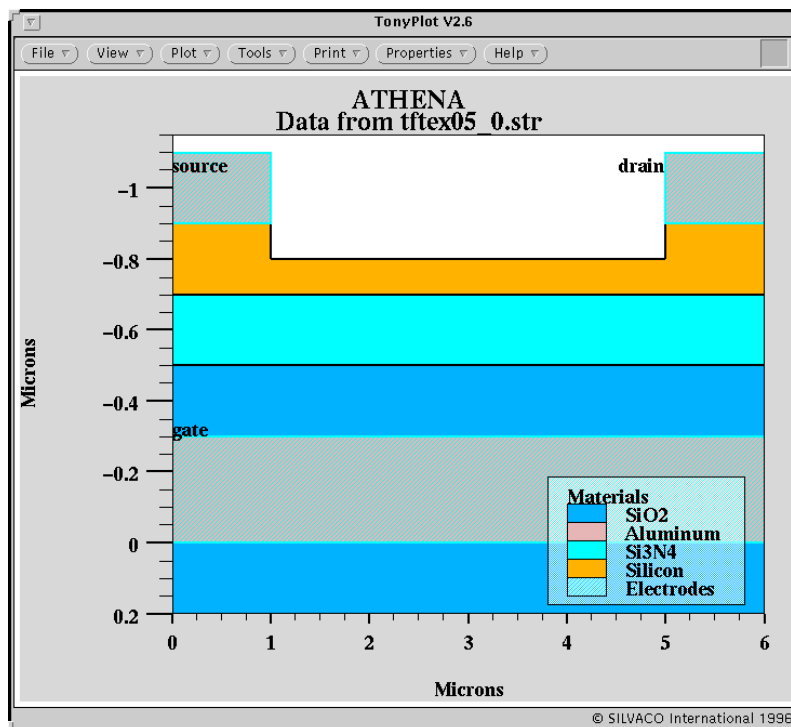 TonyPlot V2.6
File View Plot Tools Print Properties Help
ATHENA
Data from tftex05_0.str
source
drain
gate
-1
-0.8
-0.6
-0.4
-0.2
0
0.2
Microns
Materials
SiO2
Aluminum
Si3N4
Silicon
Electrodes
0 1 2 3 4 5 6
Microns
© SILVACO International 1996